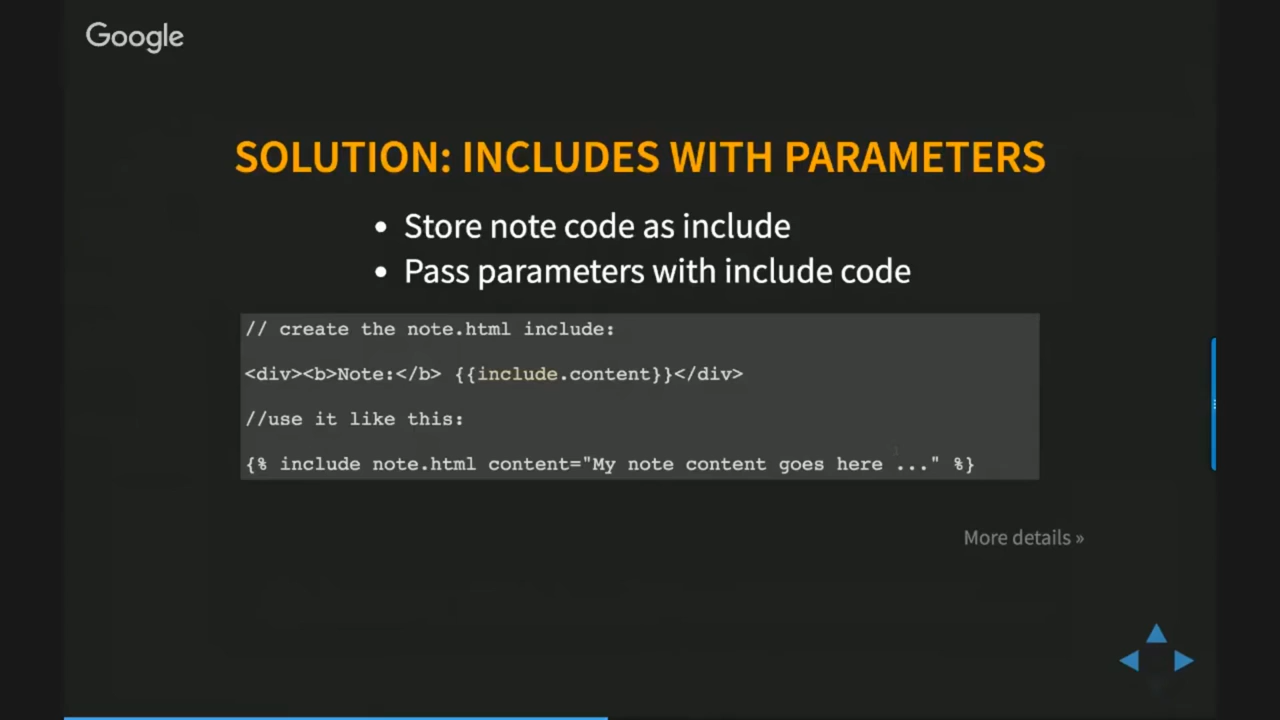 Google
SOLUTION: INCLUDES WITH PARAMETERS
• Store note code as include
• Pass parameters with include code
// create the note.html include:
<div><b>Note:</b> {{include.content}}</div>
//use it like this:
{% include note.html content="My note content goes here ..." %}
More details »